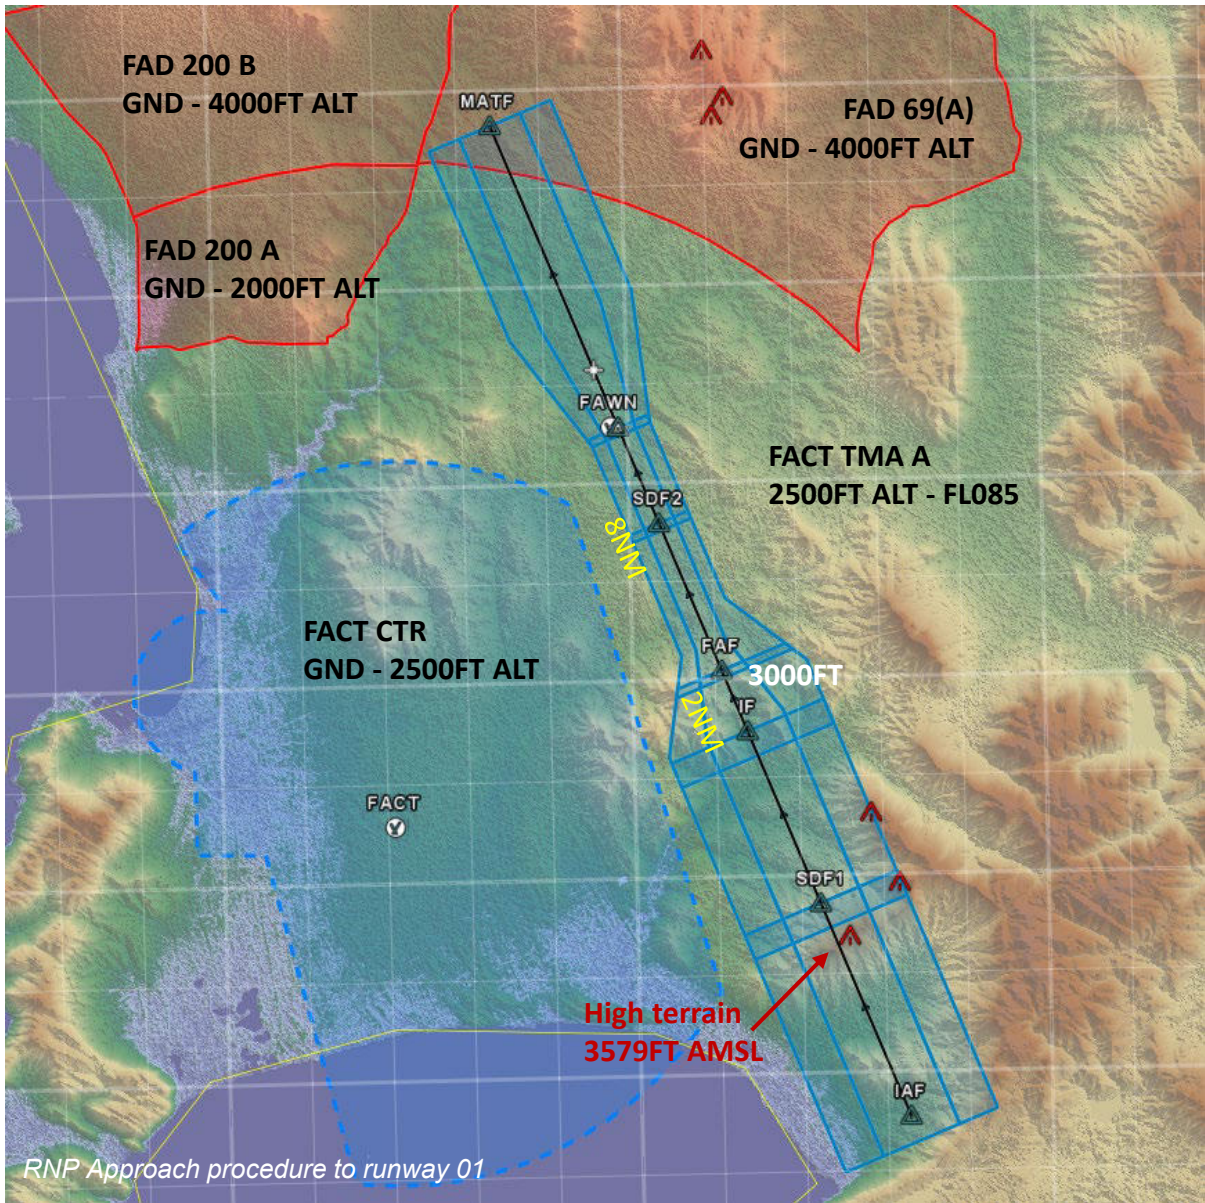 FAD 200 B
GND - 4000FT ALT
MATF
FAD 69(A)
GND - 4000FT ALT
FAD 200 A
GND - 2000FT ALT
FAWN
FACT TMA A
2500FT ALT - FL085
SDF2
8NM
FACT CTR
GND - 2500FT ALT
FAF
3000FT
2NM
IF
FACT
SDF1
High terrain
3579FT AMSL
IAF
RNP Approach procedure to runway 01